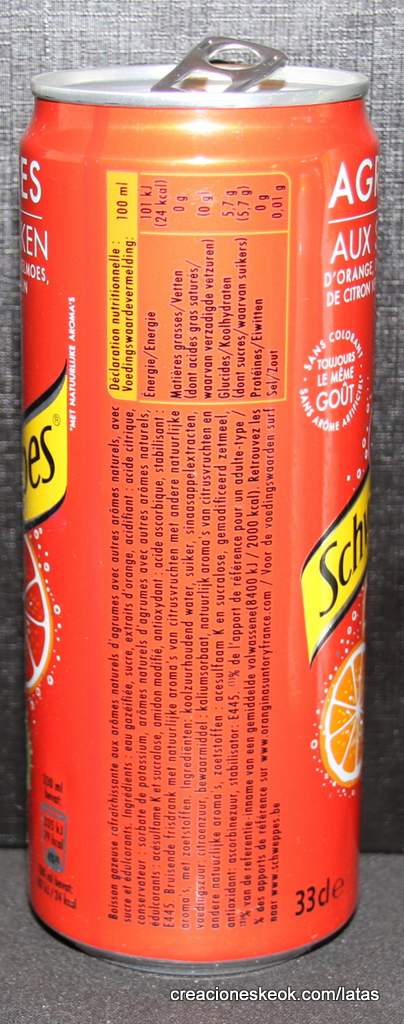 ES
KEN
ELMOES,
N
"MET NATUURLIJKE AROMA'S
es
Déclaration nutritionnelle :
Voedingswaardevermelding: 100 ml
Energie/Energie 101 kJ
(24 kcal)
Matières grasses/Vetten 0 g
(dont acides gras saturés/
waarvan verzadigde vetzuren) (0 g)
Glucides/Koolhydraten 5,7 g
(dont sucres/waarvan suikers) (5,7 g)
Protéines/Eiwitten 0 g
Sel/Zout 0,01 g
Boisson gazeuse rafraîchissante aux arômes naturels d'agrumes avec autres arômes naturels, avec
sucre et édulcorants. Ingrédients : eau gazéifiée, sucre, extraits d'orange, acidifiant : acide citrique,
conservateur : sorbate de potassium, arômes naturels d'agrumes avec autres arômes naturels,
édulcorants : acésulfame K et sucralose, amidon modifié, antioxydant : acide ascorbique, stabilisant :
E445. Bruisende frisdrank met natuurlijke aroma's van citrusvruchten met andere natuurlijke
aroma's, met zoetstoffen. Ingrediënten: koolzuurhoudend water, suiker, sinaasappelextracten,
voedingszuur: citroenzuur, bewaarmiddel: kaliumsorbaat, natuurlijk aroma's van citrusvruchten en
andere natuurlijke aroma's, zoetstoffen : acesulfaam K en sucralose, gemodificeerd zetmeel,
antioxidant: ascorbinezuur, stabilisator: E445. (1)% de l'apport de référence pour un adulte-type /
(1)% van de referentie-inname van een gemiddelde volwassene(8400 kJ / 2000 kcal). Retrouvez les
% des apports de référence sur www.oranginasuntoryfrance.com / Voor de voedingswaarden surf
naar www.schweppes.be
33cl e
AGR
AUX
D'ORANGE,
DE CITRON
SANS COLORANT
TOUJOURS
LE MÊME
GOÛT
SANS ARÔME ARTIFICIEL
Schw
creacioneskeok.com/latas